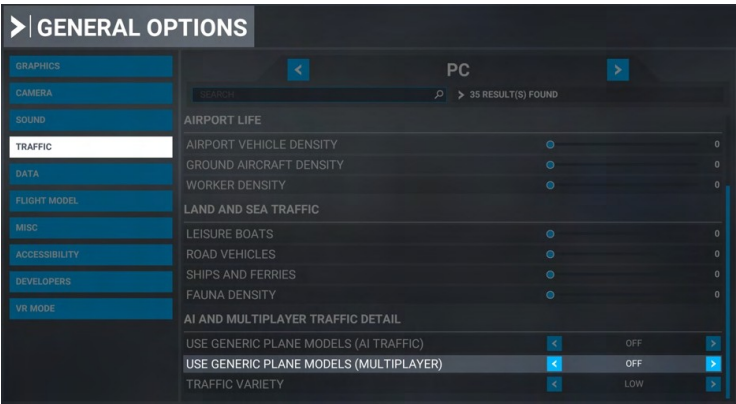 GENERAL OPTIONS
GRAPHICS
CAMERA
SOUND
TRAFFIC
DATA
FLIGHT MODEL
MISC
ACCESSIBILITY
DEVELOPERS
VR MODE
PC
SEARCH
35 RESULT(S) FOUND
AIRPORT LIFE
AIRPORT VEHICLE DENSITY 0
GROUND AIRCRAFT DENSITY 0
WORKER DENSITY 0
LAND AND SEA TRAFFIC
LEISURE BOATS 0
ROAD VEHICLES 0
SHIPS AND FERRIES 0
FAUNA DENSITY 0
AI AND MULTIPLAYER TRAFFIC DETAIL
USE GENERIC PLANE MODELS (AI TRAFFIC) OFF
USE GENERIC PLANE MODELS (MULTIPLAYER) OFF
TRAFFIC VARIETY LOW